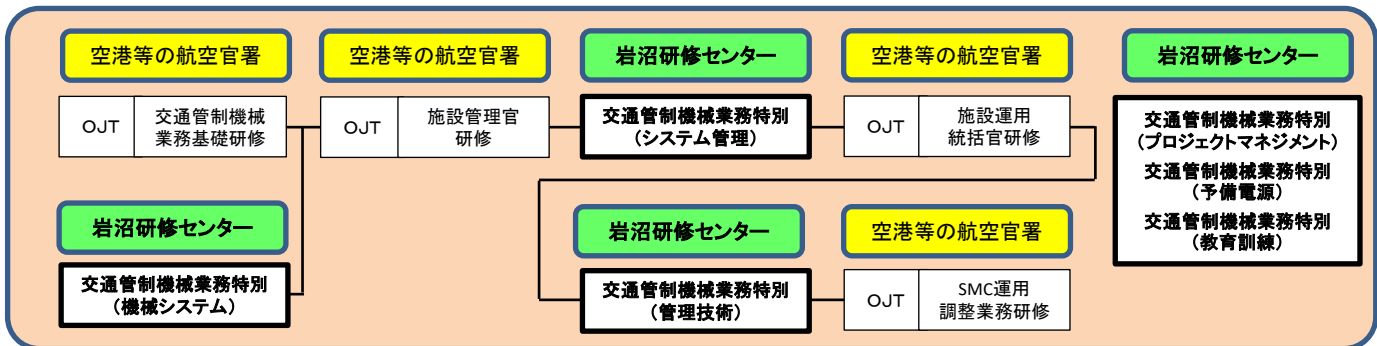 空港等の航空官署
OJT
交通管制機械
業務基礎研修
岩沼研修センター
交通管制機械業務特別
(機械システム)
空港等の航空官署
OJT
施設管理官
研修
岩沼研修センター
交通管制機械業務特別
(システム管理)
空港等の航空官署
OJT
施設運用
統括官研修
岩沼研修センター
交通管制機械業務特別
(管理技術)
空港等の航空官署
OJT
SMC運用
調整業務研修
岩沼研修センター
交通管制機械業務特別
(プロジェクトマネジメント)
交通管制機械業務特別
(予備電源)
交通管制機械業務特別
(教育訓練)